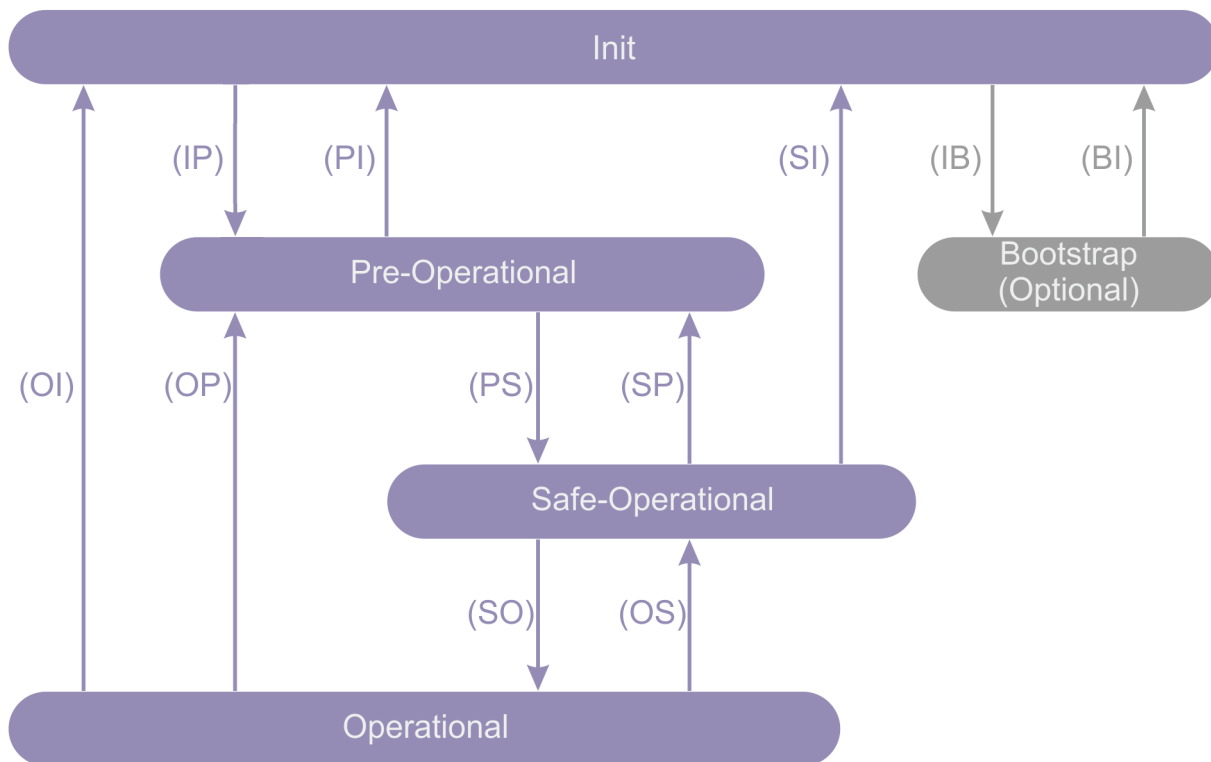 Init
(IP)
(PI)
(SI)
(IB)
(BI)
Pre-Operational
Bootstrap
(Optional)
(OI)
(OP)
(PS)
(SP)
Safe-Operational
(SO)
(OS)
Operational